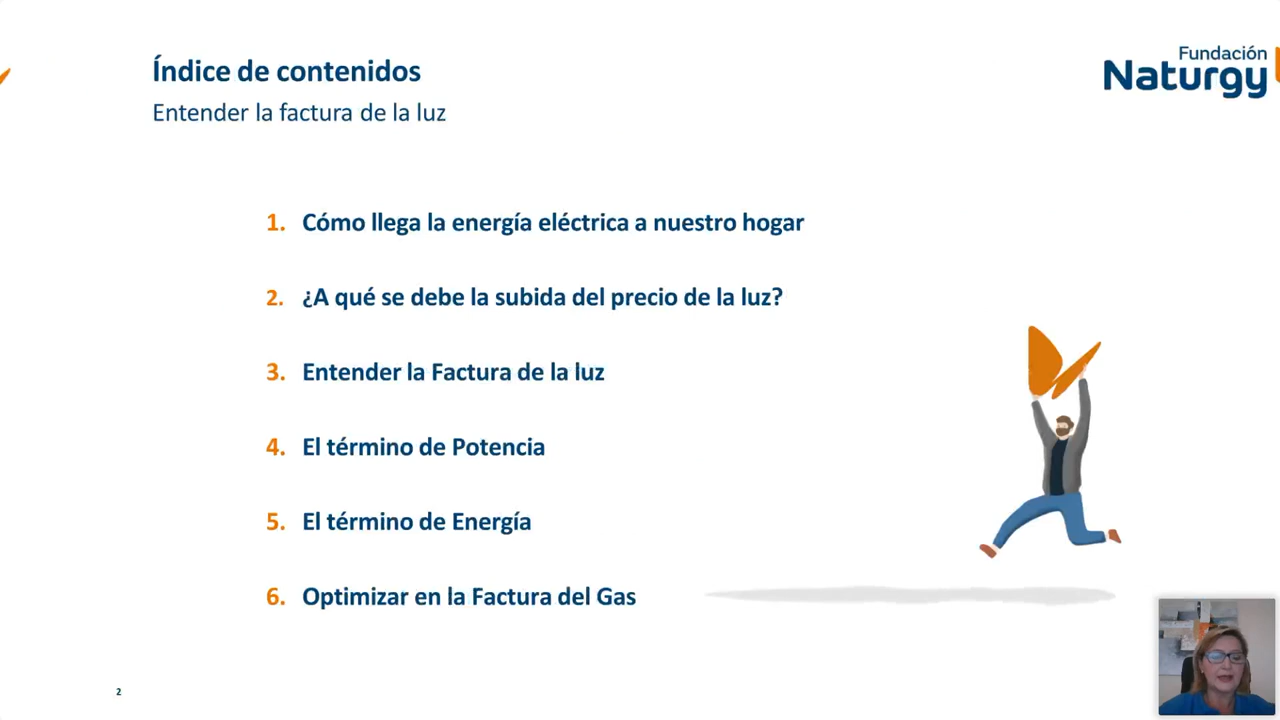 Índice de contenidos
Entender la factura de la luz
Fundación
Naturgy
1. Cómo llega la energía eléctrica a nuestro hogar
2. ¿A qué se debe la subida del precio de la luz?
3. Entender la Factura de la luz
4. El término de Potencia
5. El término de Energía
6. Optimizar en la Factura del Gas
2